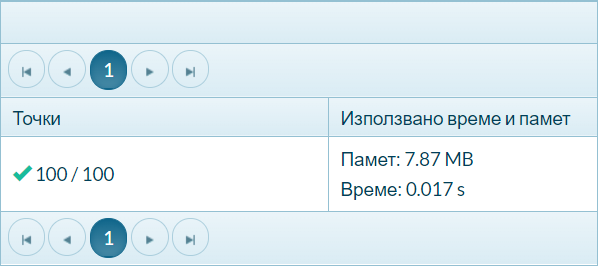 1
Точки
Използвано време и памет
100 / 100
Памет: 7.87 MB
Време: 0.017 s
1